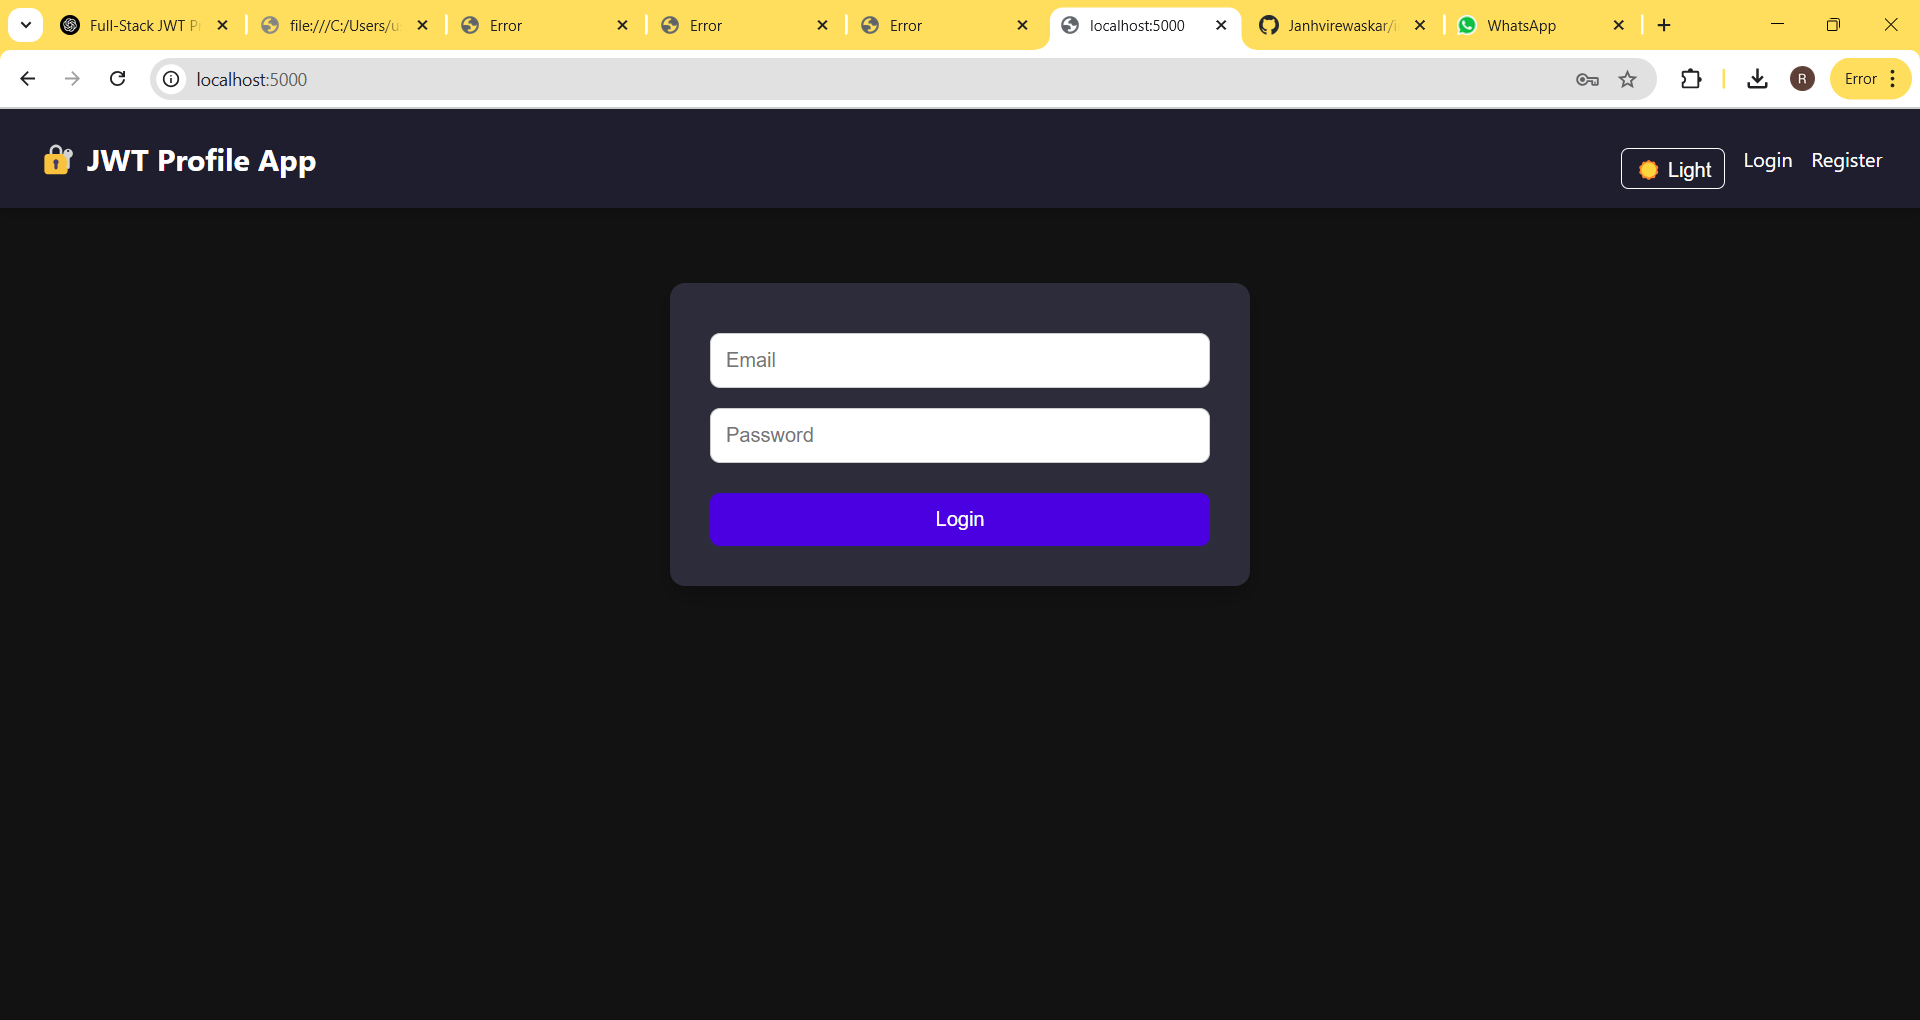 Full-Stack JWT P
file:///C:/Users/u
Error
Error
Error
localhost:5000
Janhvirewaskar/i
WhatsApp
localhost:5000
R
Error
JWT Profile App
Light
Login
Register
Email
Password
Login